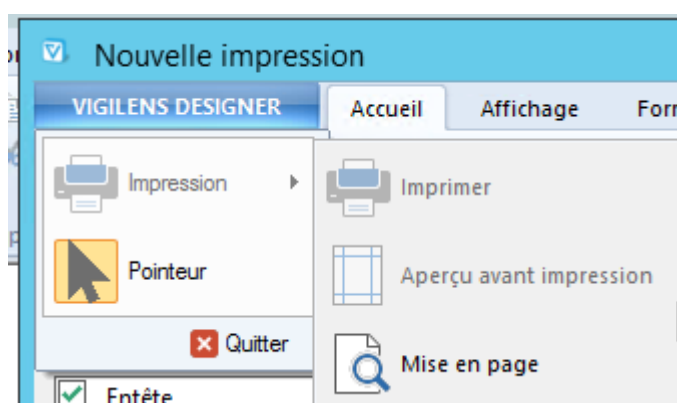 Nouvelle impression
VIGILENS DESIGNER Accueil Affichage
Impression Imprimer
Pointeur Aperçu avant impression
Quitter Mise en page
Entête